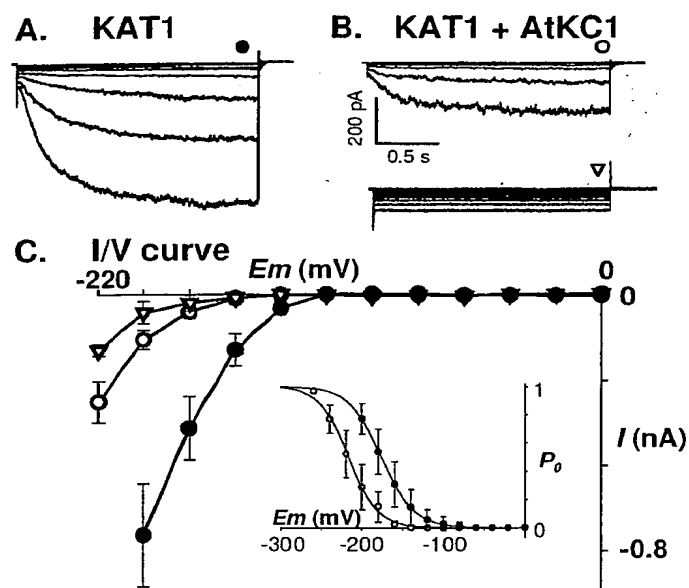 A. KAT1
B. KAT1 + AtKC1
200 pA
0.5 s
C. I/V curve
-220
Em (mV)
0
0
1
P0
I (nA)
Em (mV)
0
-300
-200
-100
-0.8